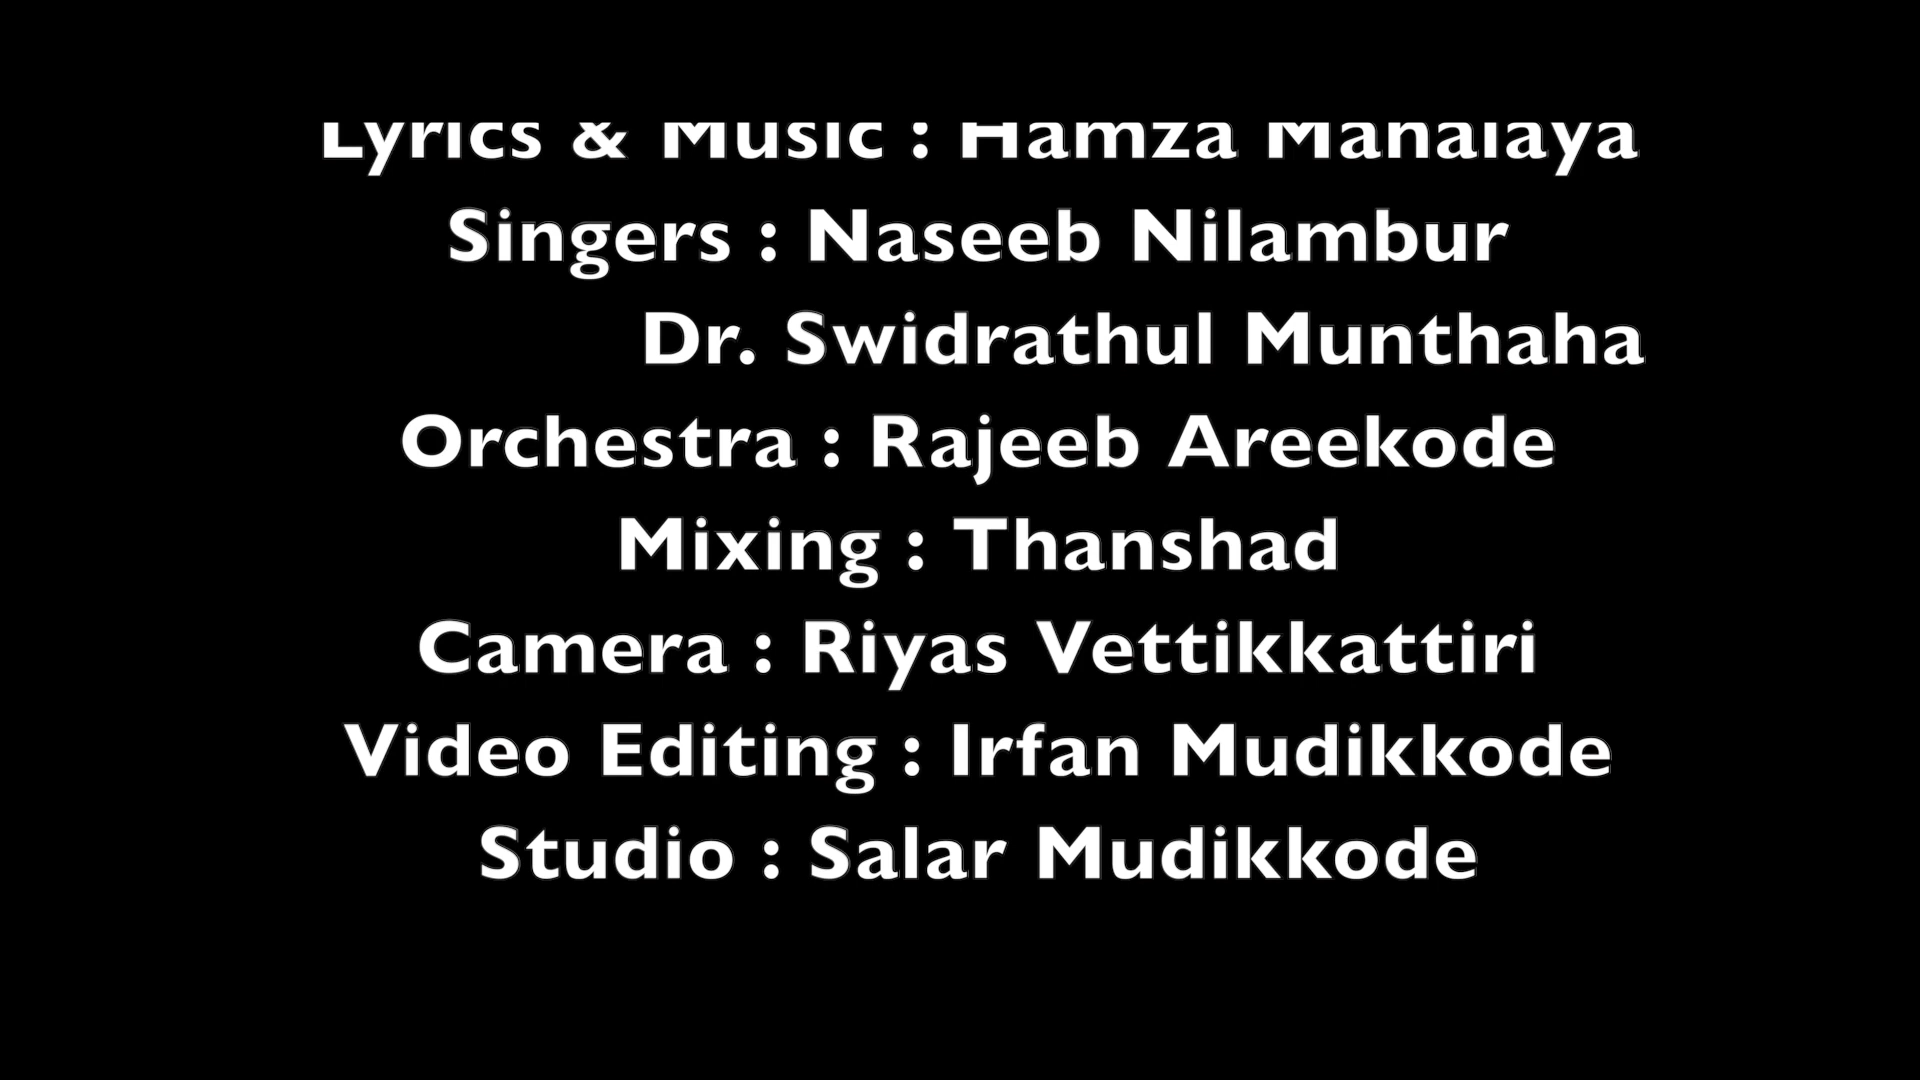 Lyrics & Music : Hamza Manalaya
Singers : Naseeb Nilambur
Dr. Swidrathul Munthaha
Orchestra : Rajeeb Areekode
Mixing : Thanshad
Camera : Riyas Vettikkattiri
Video Editing : Irfan Mudikkode
Studio : Salar Mudikkode